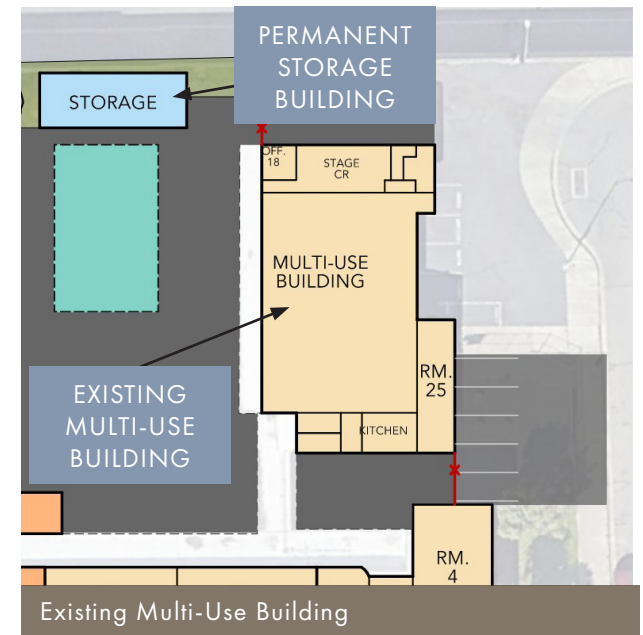 PERMANENT
STORAGE
BUILDING
STORAGE
OFF.
18
STAGE
CR
MULTI-USE
BUILDING
EXISTING
MULTI-USE
BUILDING
RM.
25
KITCHEN
RM.
4
Existing Multi-Use Building